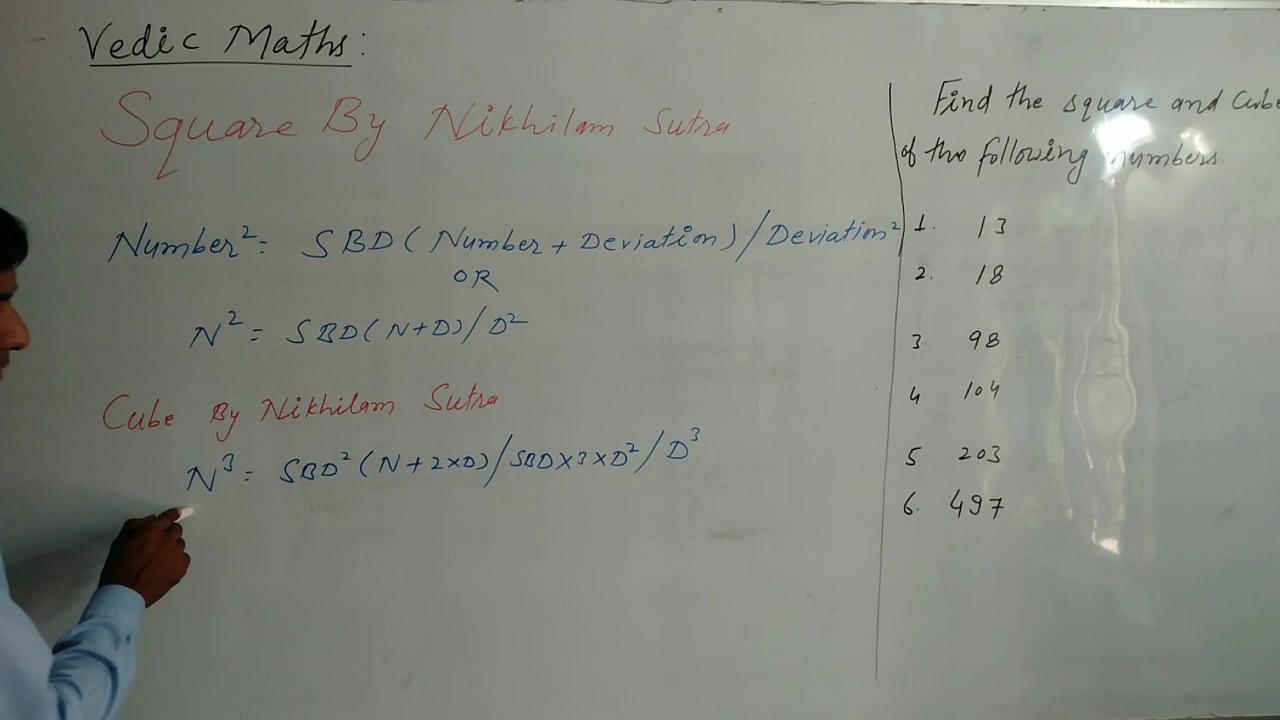 Vedic Maths:
Square By Nikhilam Sutra
Number²= SBD(Number+Deviation)/Deviation²
OR
N²= SBD(N+D)/D²
Cube By Nikhilam Sutra
N³= SBD²(N+2×D)/SBD×3×D²/D³
Find the square and Cube
of the following numbers.
1. 13
2. 18
3 98
4 104
5 203
6. 497